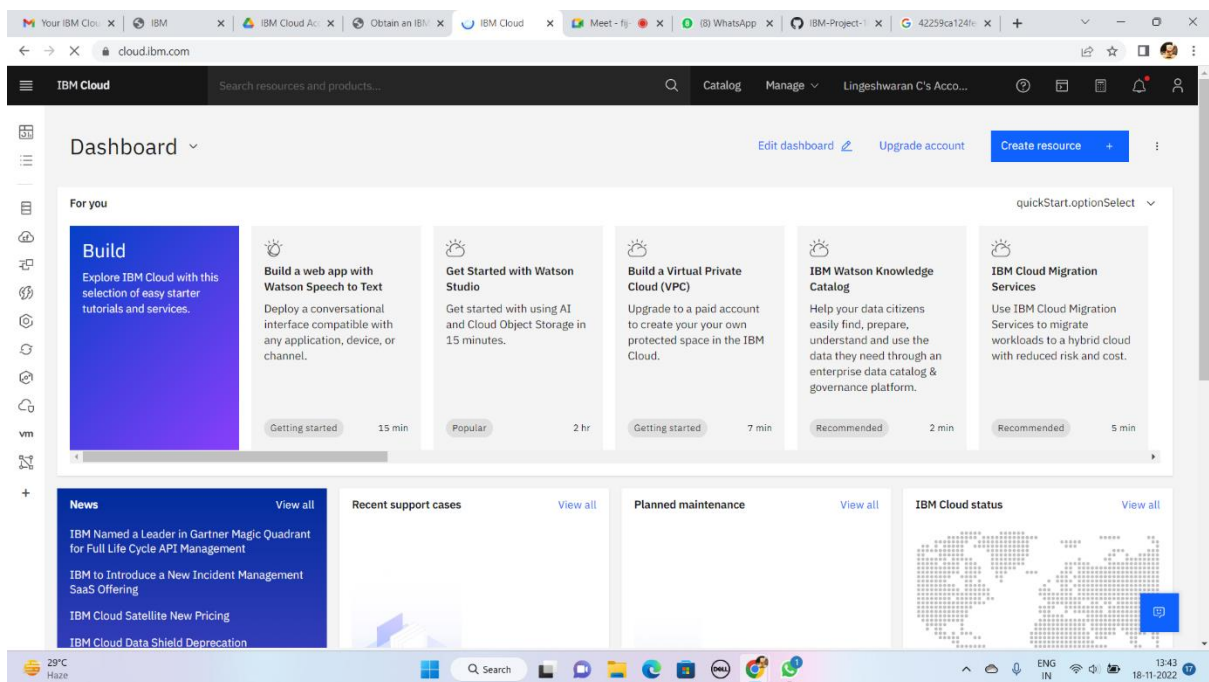 Your IBM Clou
IBM
IBM Cloud Acc
Obtain an IBM
IBM Cloud
Meet - fij-
(8) WhatsApp
IBM-Project-1
42259ca124fe
cloud.ibm.com
IBM Cloud
Search resources and products...
Catalog
Manage
Lingeshwaran C's Acco...
Dashboard
Edit dashboard
Upgrade account
Create resource +
For you
quickStart.optionSelect
Build
Explore IBM Cloud with this
selection of easy starter
tutorials and services.
Build a web app with
Watson Speech to Text
Deploy a conversational
interface compatible with
any application, device, or
channel.
Getting started
15 min
Get Started with Watson
Studio
Get started with using AI
and Cloud Object Storage in
15 minutes.
Popular
2 hr
Build a Virtual Private
Cloud (VPC)
Upgrade to a paid account
to create your your own
protected space in the IBM
Cloud.
Getting started
7 min
IBM Watson Knowledge
Catalog
Help your data citizens
easily find, prepare,
understand and use the
data they need through an
enterprise data catalog &
governance platform.
Recommended
2 min
IBM Cloud Migration
Services
Use IBM Cloud Migration
Services to migrate
workloads to a hybrid cloud
with reduced risk and cost.
Recommended
5 min
vm
News
View all
IBM Named a Leader in Gartner Magic Quadrant
for Full Life Cycle API Management
IBM to Introduce a New Incident Management
SaaS Offering
IBM Cloud Satellite New Pricing
IBM Cloud Data Shield Deprecation
Recent support cases
View all
Planned maintenance
View all
IBM Cloud status
View all
29°C
Haze
Search
DELL
ENG
IN
13:43
18-11-2022
17